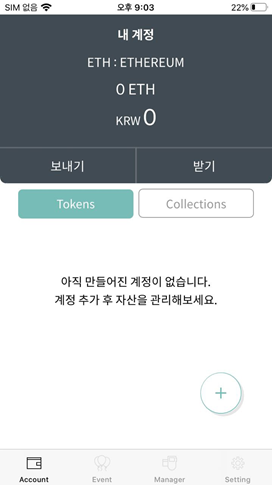 SIM 없음 오후 9:03 22%
내 계정
ETH : ETHEREUM
0 ETH
KRW 0
보내기 받기
Tokens Collections
아직 만들어진 계정이 없습니다.
계정 추가 후 자산을 관리해보세요.
+
Account Event Manager Setting